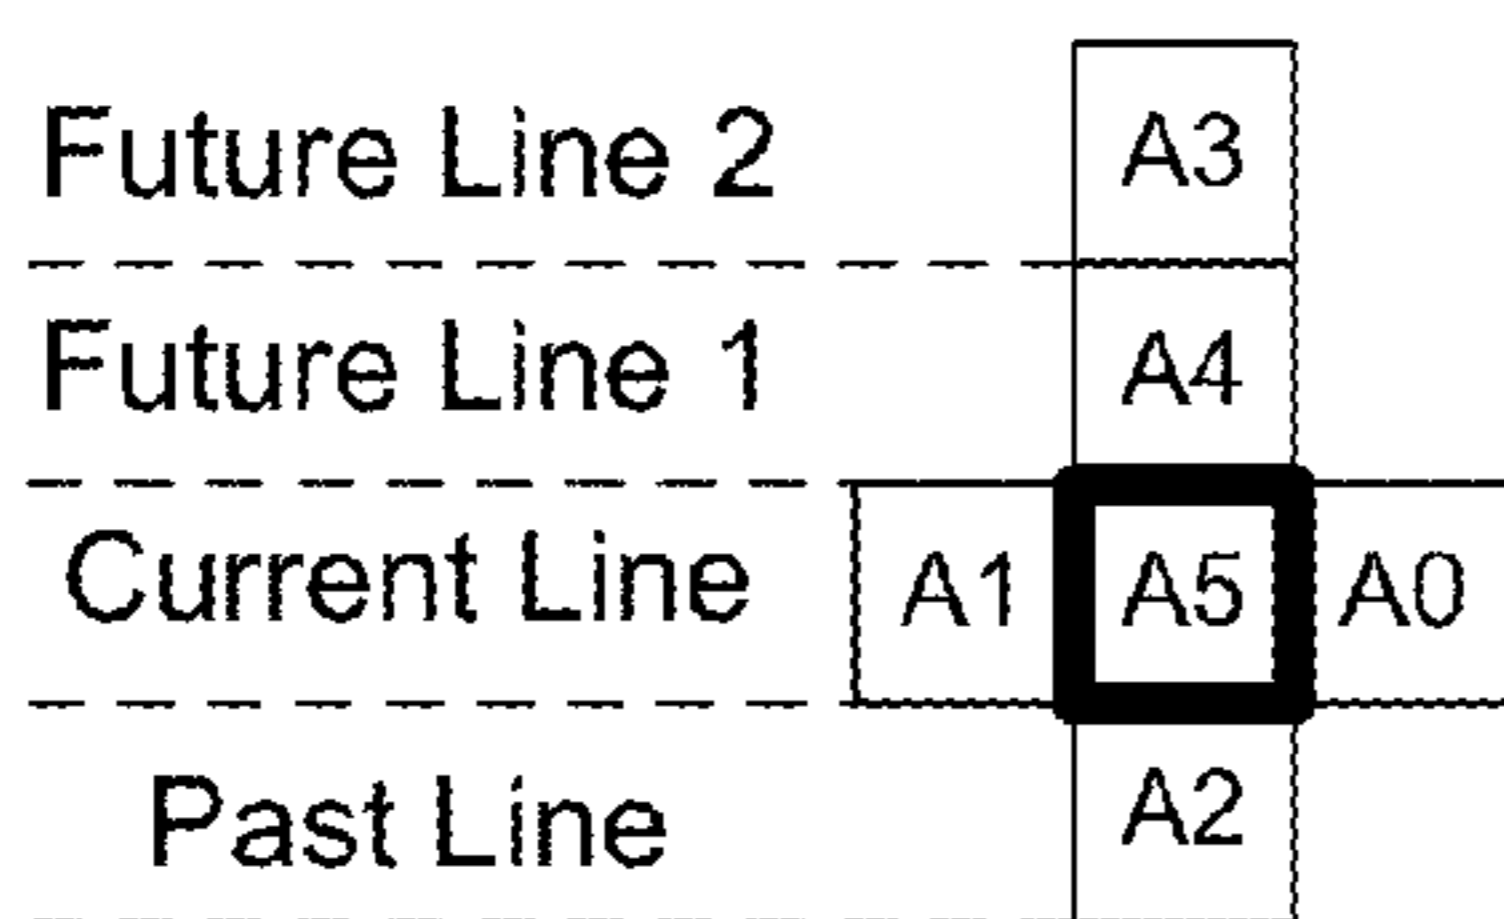 Future Line 2 A3
Future Line 1 A4
Current Line A1 A5 A0
Past Line A2